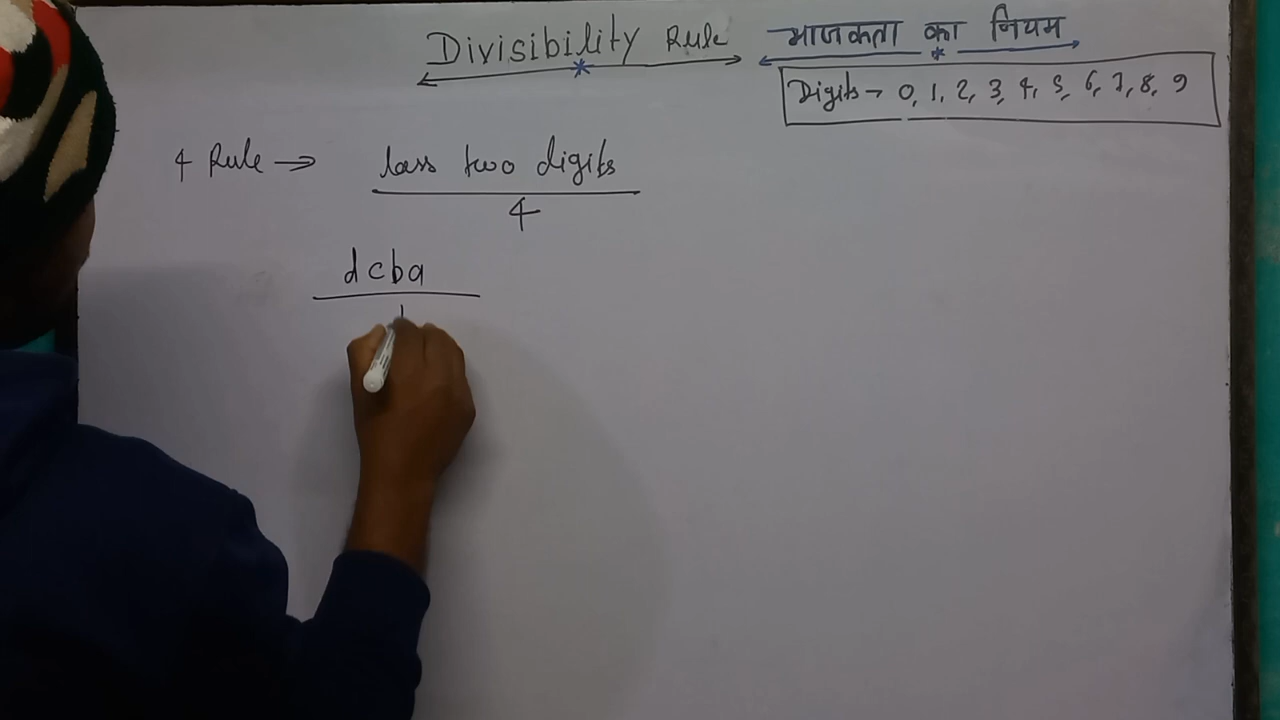 Divisibility Rule भाजकता का नियम
Digits → 0, 1, 2, 3, 4, 5, 6, 7, 8, 9
4 Rule → lass two digits
4
dcba